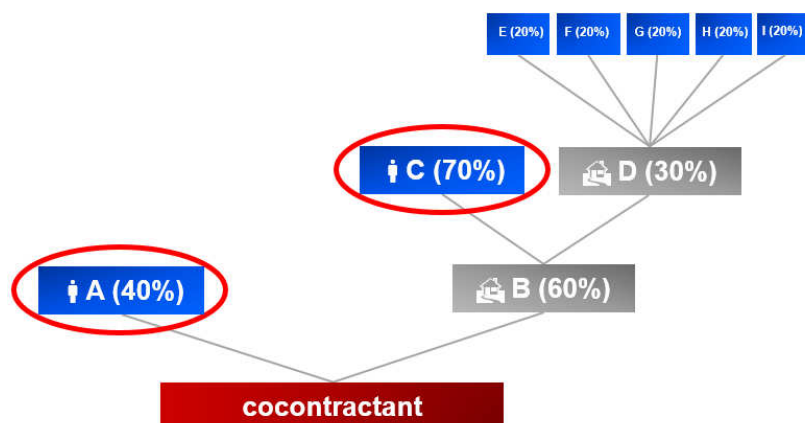 E (20%) F (20%) G (20%) H (20%) I (20%)
C (70%) D (30%)
A (40%) B (60%)
cocontractant